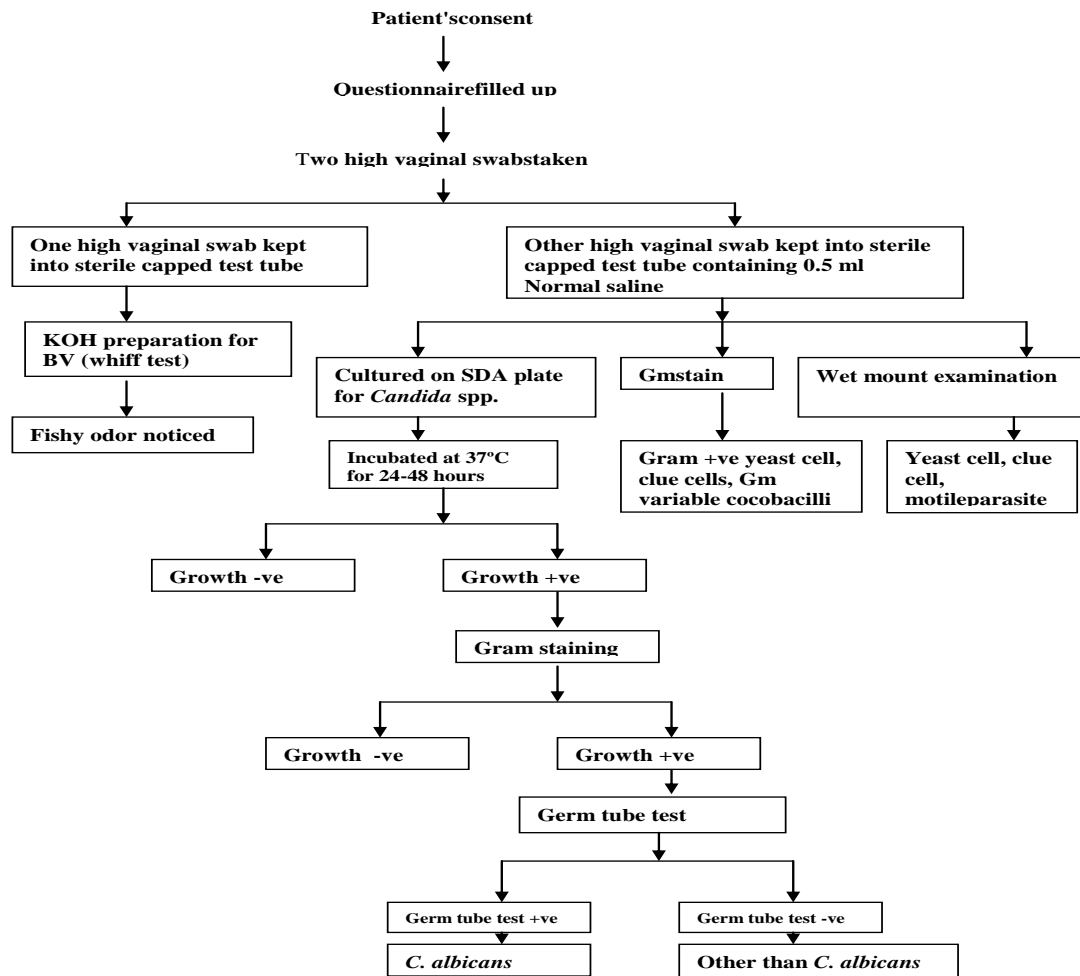 Patient'sconsent
Ouestionnairefilled up
Two high vaginal swabstaken
One high vaginal swab kept
into sterile capped test tube
Other high vaginal swab kept into sterile
capped test tube containing 0.5 ml
Normal saline
KOH preparation for
BV (whiff test)
Cultured on SDA plate
for Candida spp.
Gmstain
Wet mount examination
Fishy odor noticed
Incubated at 37ºC
for 24-48 hours
Gram +ve yeast cell,
clue cells, Gm
variable cocobacilli
Yeast cell, clue
cell,
motileparasite
Growth -ve
Growth +ve
Gram staining
Growth -ve
Growth +ve
Germ tube test
Germ tube test +ve
Germ tube test -ve
C. albicans
Other than C. albicans